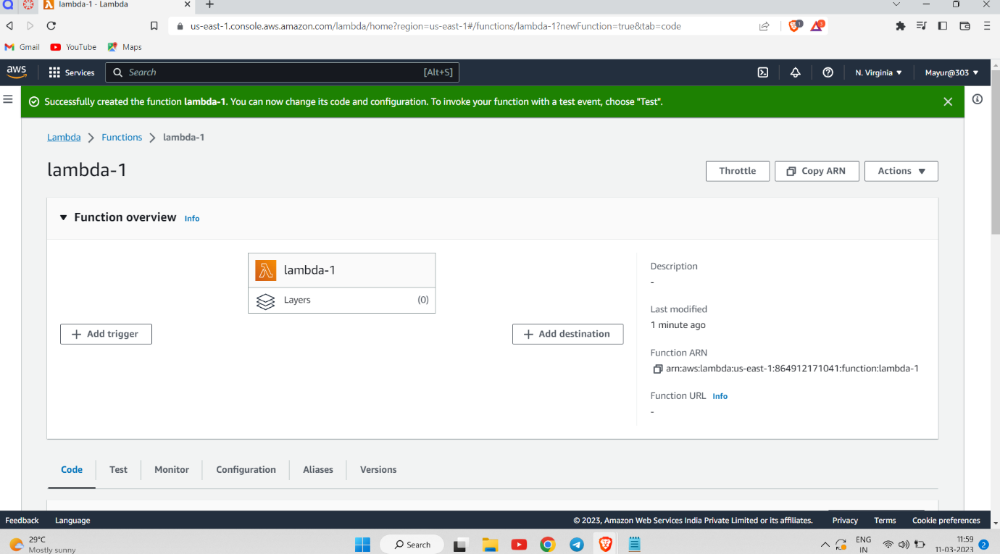 lambda-1 - Lambda
us-east-1.console.aws.amazon.com/lambda/home?region=us-east-1#/functions/lambda-1?newFunction=true&tab=code
1
3
Gmail YouTube Maps
aws Services Search [Alt+S] N. Virginia Mayur@303
Successfully created the function lambda-1. You can now change its code and configuration. To invoke your function with a test event, choose "Test".
Lambda Functions lambda-1
lambda-1
Throttle Copy ARN Actions
Function overview Info
lambda-1
Layers (0)
Add trigger
Add destination
Description
-
Last modified
1 minute ago
Function ARN
arn:aws:lambda:us-east-1:864912171041:function:lambda-1
Function URL Info
-
Code Test Monitor Configuration Aliases Versions
Feedback Language © 2023, Amazon Web Services India Private Limited or its affiliates. Privacy Terms Cookie preferences
29°C
Mostly sunny
Search
ENG
IN
11:59
11-03-2023
2